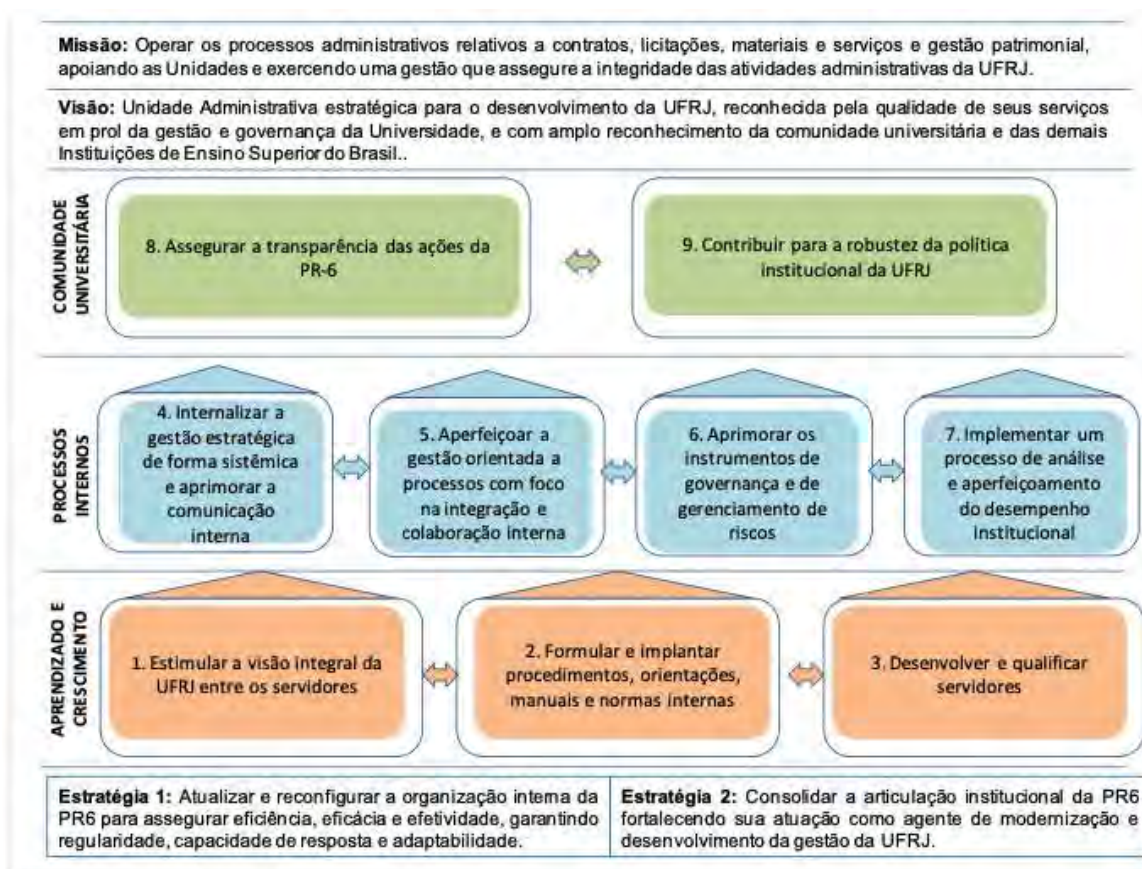 Missão: Operar os processos administrativos relativos a contratos, licitações, materiais e serviços e gestão patrimonial,
apoiando as Unidades e exercendo uma gestão que assegure a integridade das atividades administrativas da UFRJ.
Visão: Unidade Administrativa estratégica para o desenvolvimento da UFRJ, reconhecida pela qualidade de seus serviços
em prol da gestão e governança da Universidade, e com amplo reconhecimento da comunidade universitária e das demais
Instituições de Ensino Superior do Brasil..
COMUNIDADE
UNIVERSITÁRIA
8. Assegurar a transparência das ações da
PR-6
9. Contribuir para a robustez da política
institucional da UFRJ
PROCESSOS
INTERNOS
4. Internalizar a
gestão estratégica
de forma sistêmica
e aprimorar a
comunicação
interna
5. Aperfeiçoar a
gestão orientada a
processos com foco
na integração e
colaboração interna
6. Aprimorar os
instrumentos de
governança e de
gerenciamento de
riscos
7. Implementar um
processo de análise
e aperfeiçoamento
do desempenho
Institucional
APRENDIZADO E
CRESCIMENTO
1. Estimular a visão integral da
UFRJ entre os servidores
2. Formular e implantar
procedimentos, orientações,
manuais e normas internas
3. Desenvolver e qualificar
servidores
Estratégia 1: Atualizar e reconfigurar a organização interna da
PR6 para assegurar eficiência, eficácia e efetividade, garantindo
regularidade, capacidade de resposta e adaptabilidade.
Estratégia 2: Consolidar a articulação institucional da PR6
fortalecendo sua atuação como agente de modernização e
desenvolvimento da gestão da UFRJ.